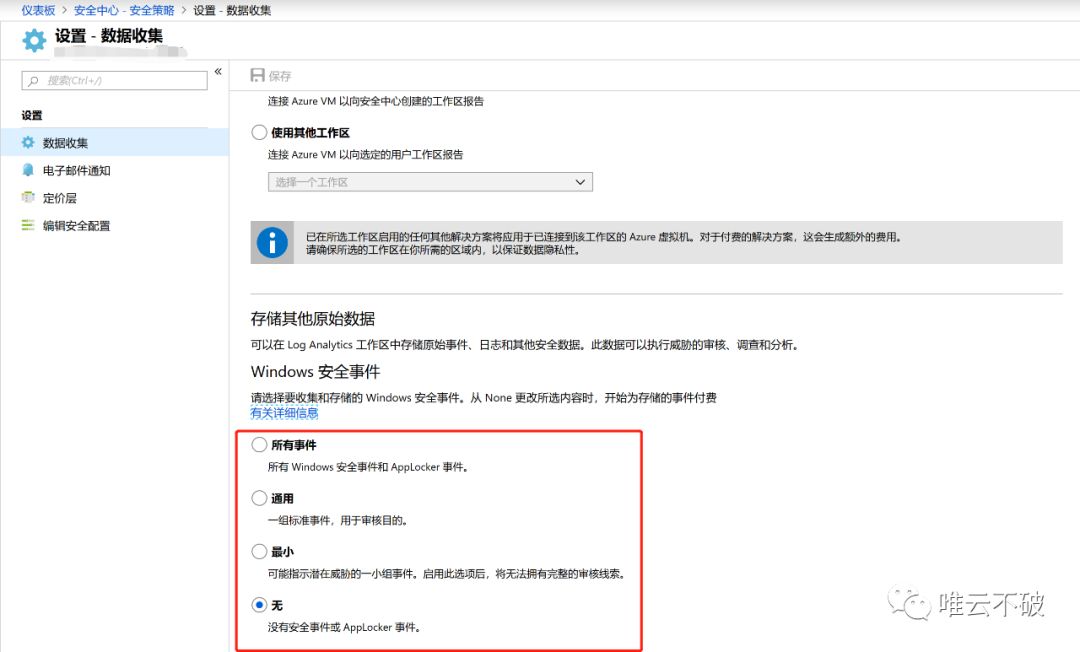 仪表板 > 安全中心 - 安全策略 > 设置 - 数据收集
设置 - 数据收集
搜索(Ctrl+/)
«
保存
设置
数据收集
电子邮件通知
定价层
编辑安全配置
连接 Azure VM 以向安全中心创建的工作区报告
使用其他工作区
连接 Azure VM 以向选定的用户工作区报告
选择一个工作区
已在所选工作区启用的任何其他解决方案将应用于已连接到该工作区的 Azure 虚拟机。对于付费的解决方案，这会生成额外的费用。
请确保所选的工作区在你所需的区域内，以保证数据隐私性。
存储其他原始数据
可以在 Log Analytics 工作区中存储原始事件、日志和其他安全数据。此数据可以执行威胁的审核、调查和分析。
Windows 安全事件
请选择要收集和存储的 Windows 安全事件。从 None 更改所选内容时，开始为存储的事件付费
有关详细信息
所有事件
所有 Windows 安全事件和 AppLocker 事件。
通用
一组标准事件，用于审核目的。
最小
可能指示潜在威胁的一小组事件。启用此选项后，将无法拥有完整的审核线索。
无
没有安全事件或 AppLocker 事件。
唯云不破